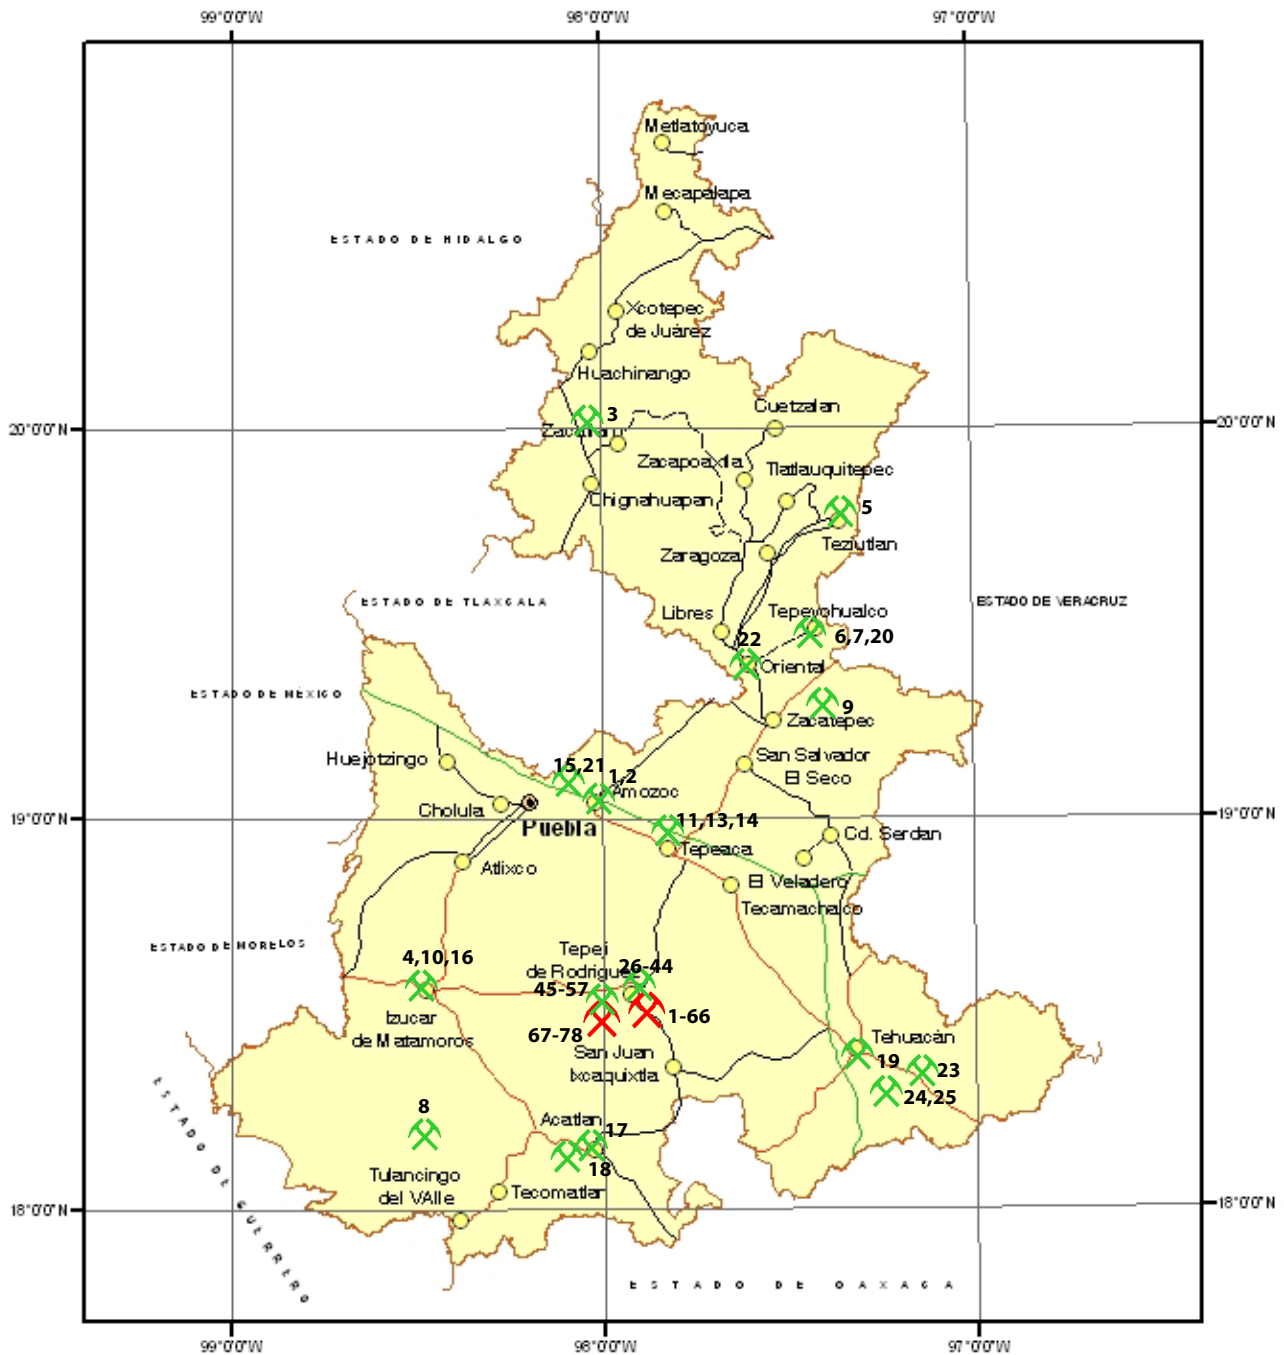 99°0'0"W
98°0'0"W
97°0'0"W
Metlatoyuca
Mecapalapa
ESTADO DE HIDALGO
Xcotepec
de Juárez
Huachinango
Cuetzalan
3
20°0'0"N
20°0'0"N
Zacapoaxtla
Tlatlauquitepec
Chignahuapan
5
Teziutlan
Zaragoza
ESTADO DE TLAXCALA
ESTADO DE VERACRUZ
Libres
Tepeyohualco
22
6,7,20
Oriental
ESTADO DE MÉXICO
9
Zacatepec
Huejotzingo
San Salvador
El Seco
15,21
1,2
Amozoc
Cholula
Puebla
11,13,14
19°0'0"N
19°0'0"N
Cd. Serdan
Tepeaca
Atlixco
El Veladero
Tecamachalco
ESTADO DE MORELOS
4,10,16
Tepeji
de Rodriguez
26-44
45-57
1-66
67-78
Izucar
de Matamoros
San Juan
Ixcaquixtla
Tehuacán
19
23
24,25
8
Acatlan
17
18
Tulancingo
del VAlle
Tecomatlan
18°0'0"N
18°0'0"N
ESTADO DE GUERRERO
ESTADO DE OAXACA
99°0'0"W
98°0'0"W
97°0'0"W